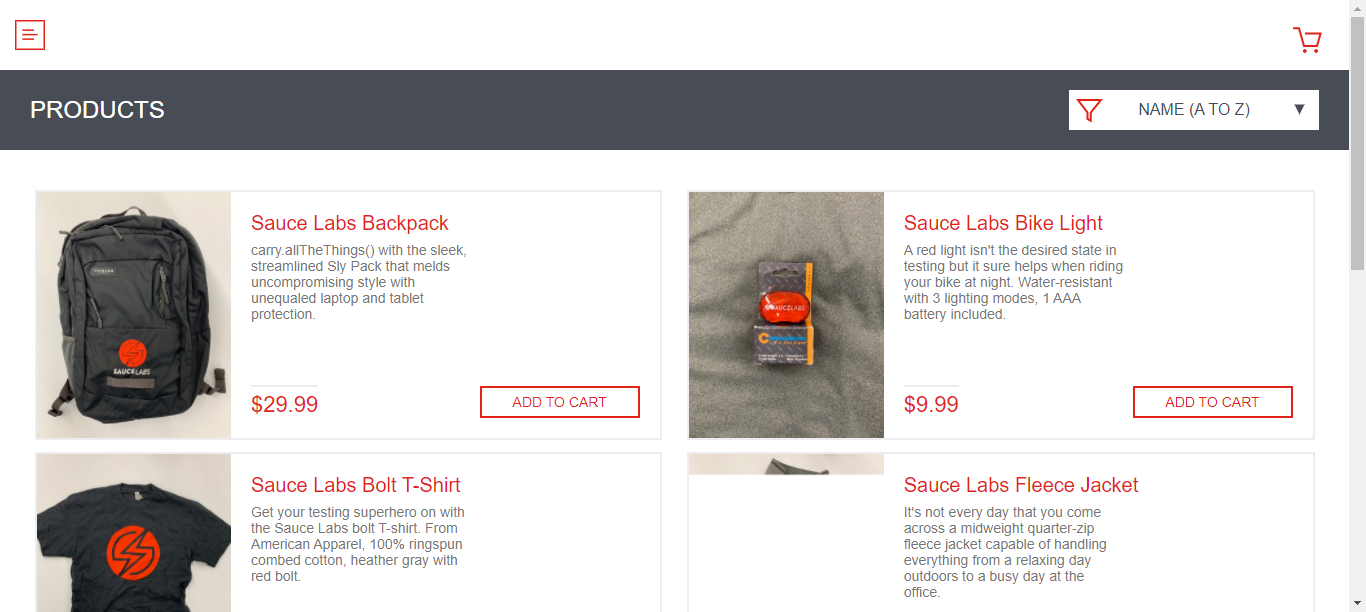 PRODUCTS
NAME (A TO Z)
Sauce Labs Backpack
carry.allTheThings() with the sleek,
streamlined Sly Pack that melds
uncompromising style with
unequaled laptop and tablet
protection.
SAUCELABS
$29.99
ADD TO CART
Sauce Labs Bike Light
A red light isn't the desired state in
testing but it sure helps when riding
your bike at night. Water-resistant
with 3 lighting modes, 1 AAA
battery included.
SAUCELABS
$9.99
ADD TO CART
Sauce Labs Bolt T-Shirt
Get your testing superhero on with
the Sauce Labs bolt T-shirt. From
American Apparel, 100% ringspun
combed cotton, heather gray with
red bolt.
Sauce Labs Fleece Jacket
It's not every day that you come
across a midweight quarter-zip
fleece jacket capable of handling
everything from a relaxing day
outdoors to a busy day at the
office.